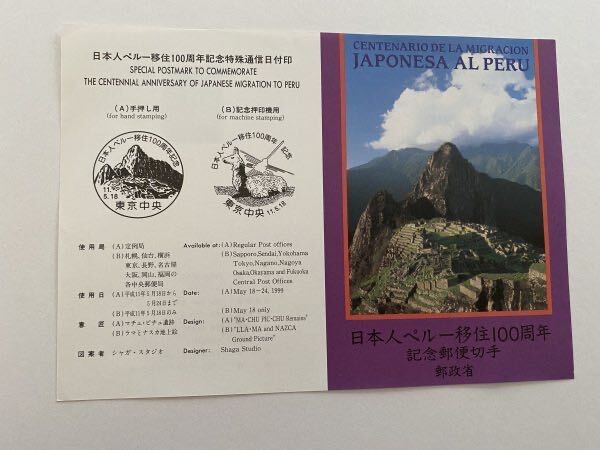 日本人ペルー移住100周年記念特殊通信日付印
SPECIAL POSTMARK TO COMMEMORATE
THE CENTENNIAL ANNIVERSARY OF JAPANESE MIGRATION TO PERU
(A)手押し用
(for hand stamping)
(B)記念押印機用
(for machine stamping)
日本人ペルー移住100周年記念
11.
5.18
東京中央
日本人ペルー移住100周年 記念
東京中央 11.5.18
使用局 (A)定例局
(B)札幌、仙台、横浜
東京、長野、名古屋
大阪、岡山、福岡の
各中央郵便局
使用日 (A)平成11年5月18日から
5月24日まで
(B)平成11年5月18日のみ
意匠 (A)マチュ・ピチュ遺跡
(B)ラマとナスカ地上絵
図案者 シャガ・スタジオ
Available at: (A)Regular Post offices
(B)Sapporo,Sendai,Yokohama
Tokyo,Nagano,Nagoya
Osaka,Okayama and Fukuoka
Central Post Offices
Date: (A)May 18-24, 1999
(B)May 18 only
Design: (A)"MA·CHU PIC·CHU Remains"
(B)"LLA·MA and NAZCA
Ground Picture"
Designer: Shaga Studio
CENTENARIO DE LA MIGRACION
JAPONESA AL PERU
日本人ペルー移住100周年
記念郵便切手
郵政省